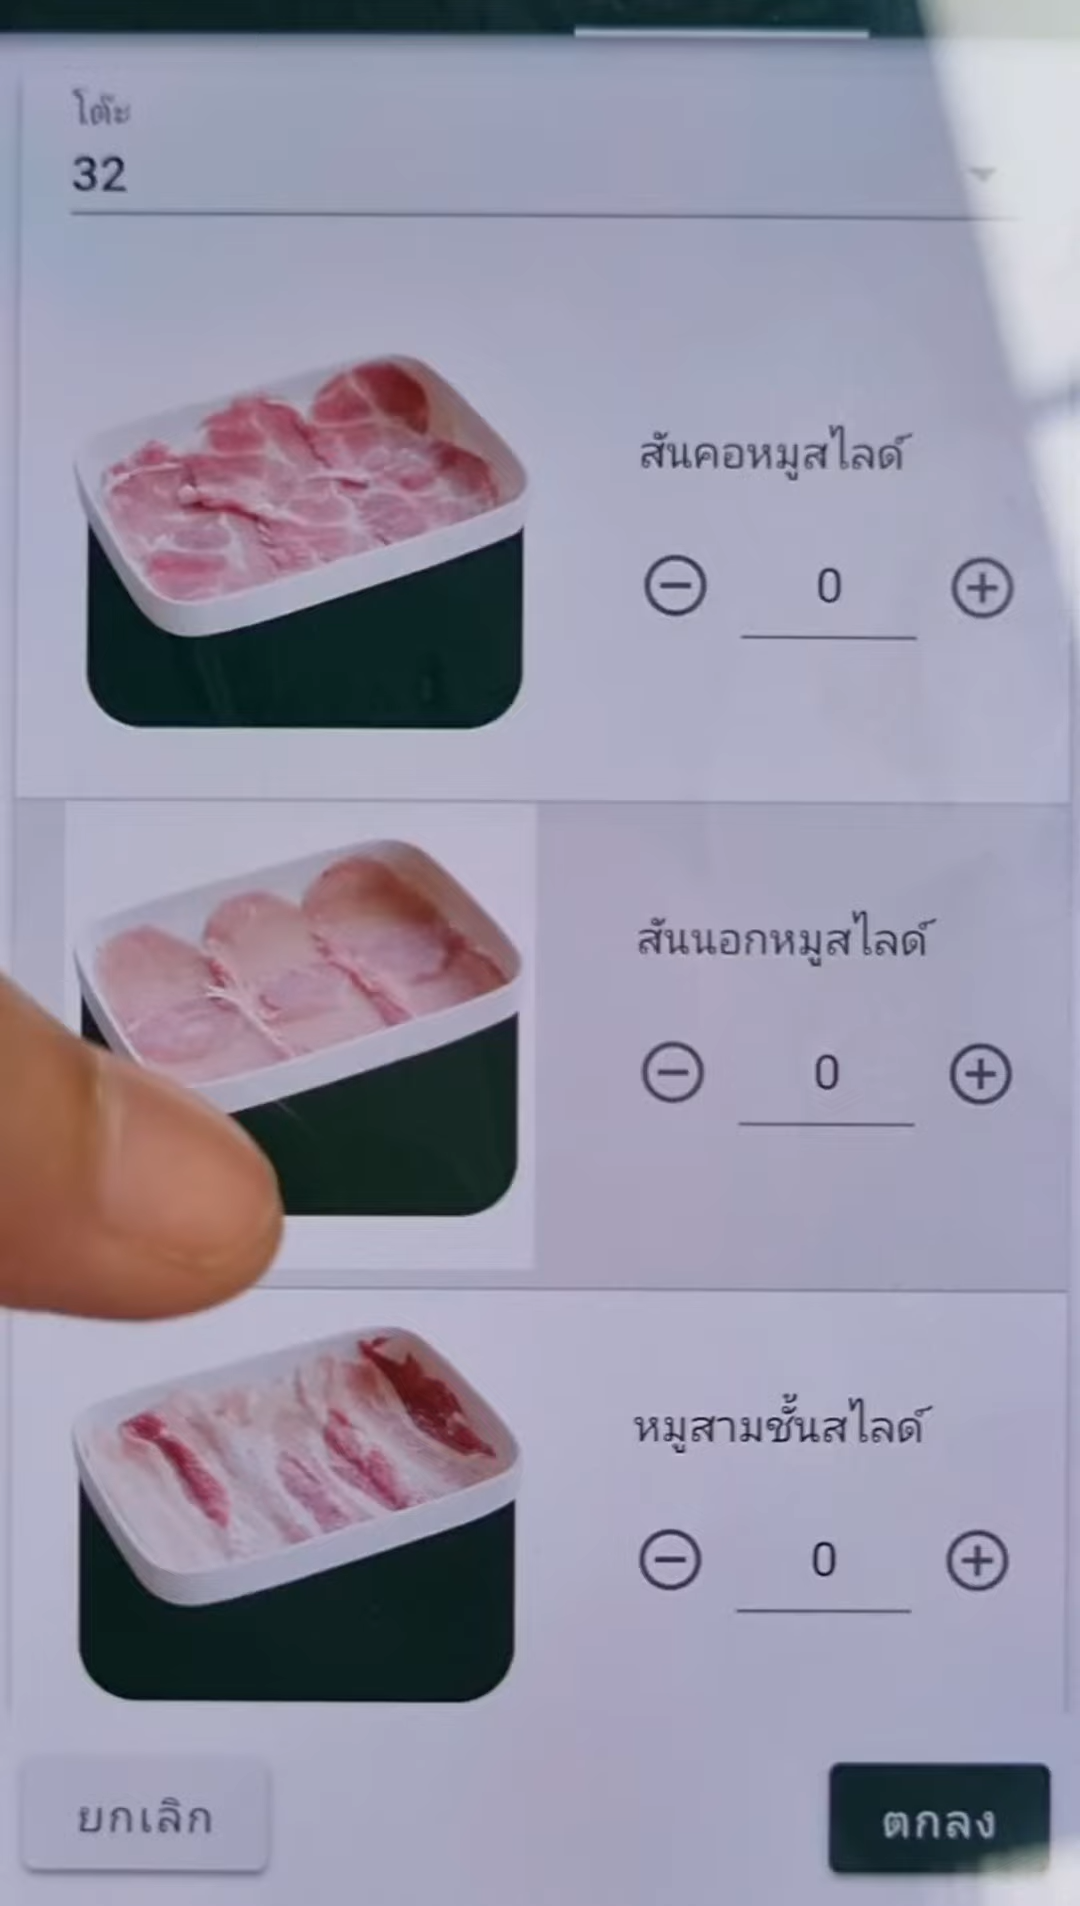 โต๊ะ
32
สันคอหมูสไลด์
0
สันนอกหมูสไลด์
0
หมูสามชั้นสไลด์
0
ยกเลิก
ตกลง